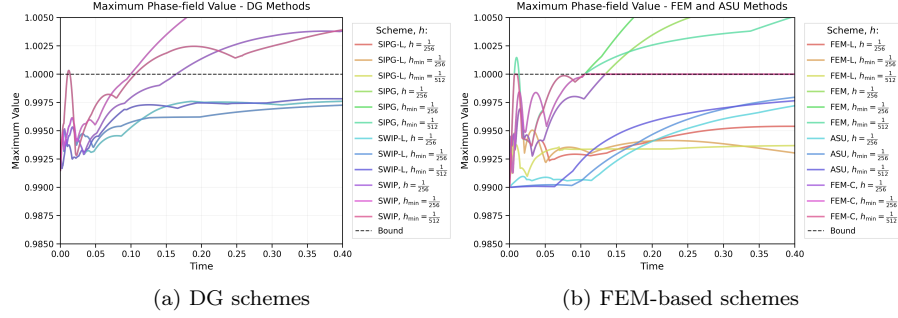 Maximum Phase-field Value - DG Methods
1.0050
1.0025
1.0000
0.9975
0.9950
0.9925
0.9900
0.9875
0.9850
Maximum Value
0.00 0.05 0.10 0.15 0.20 0.25 0.30 0.35 0.40
Time
Scheme, h:
SIPG-L, h = 1/256
SIPG-L, hmin = 1/256
SIPG-L, hmin = 1/512
SIPG, h = 1/256
SIPG, hmin = 1/256
SIPG, hmin = 1/512
SWIP-L, h = 1/256
SWIP-L, hmin = 1/256
SWIP-L, hmin = 1/512
SWIP, h = 1/256
SWIP, hmin = 1/256
SWIP, hmin = 1/512
Bound
(a) DG schemes
Maximum Phase-field Value - FEM and ASU Methods
1.0050
1.0025
1.0000
0.9975
0.9950
0.9925
0.9900
0.9875
0.9850
Maximum Value
0.00 0.05 0.10 0.15 0.20 0.25 0.30 0.35 0.40
Time
Scheme, h:
FEM-L, h = 1/256
FEM-L, hmin = 1/256
FEM-L, hmin = 1/512
FEM, h = 1/256
FEM, hmin = 1/256
FEM, hmin = 1/512
ASU, h = 1/256
ASU, hmin = 1/256
ASU, hmin = 1/512
FEM-C, h = 1/256
FEM-C, hmin = 1/256
FEM-C, hmin = 1/512
Bound
(b) FEM-based schemes